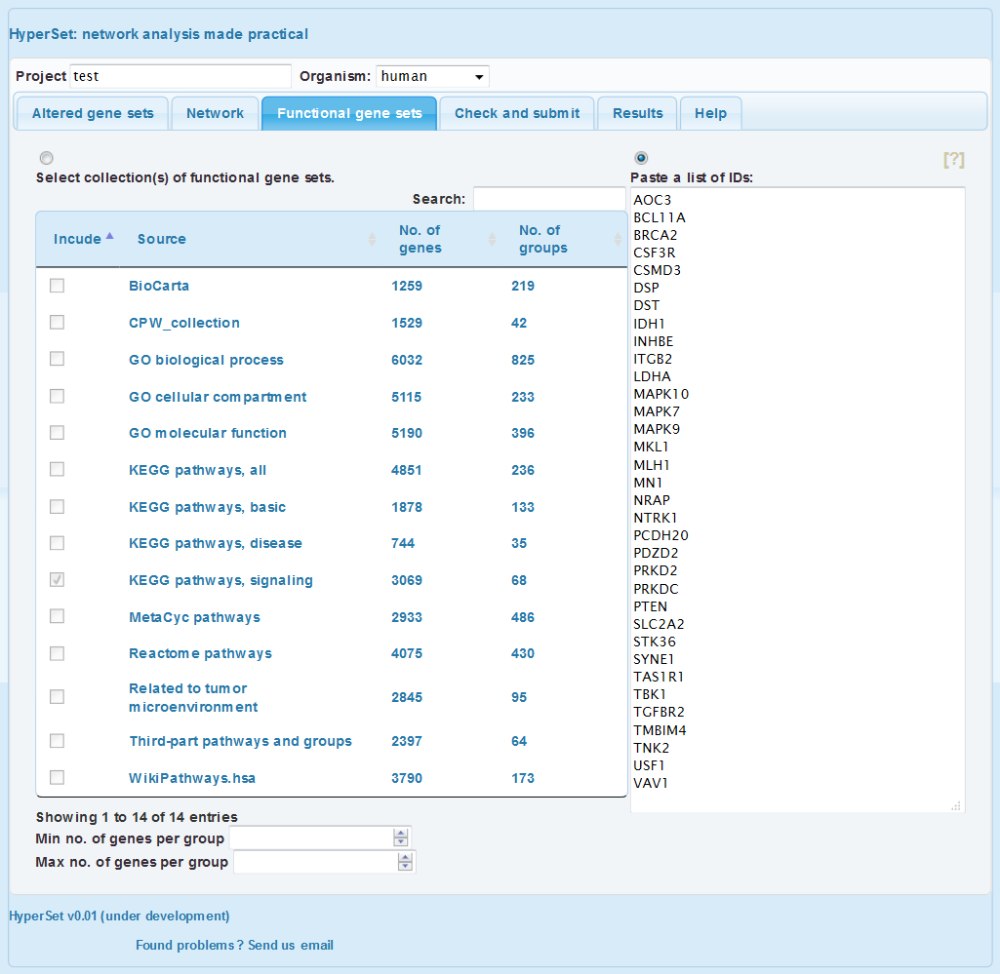 HyperSet: network analysis made practical
Project test Organism: human
Altered gene sets Network Functional gene sets Check and submit Results Help
[?]
Select collection(s) of functional gene sets.
Search:
Incude Source No. of genes No. of groups
BioCarta 1259 219
CPW_collection 1529 42
GO biological process 6032 825
GO cellular compartment 5115 233
GO molecular function 5190 396
KEGG pathways, all 4851 236
KEGG pathways, basic 1878 133
KEGG pathways, disease 744 35
KEGG pathways, signaling 3069 68
MetaCyc pathways 2933 486
Reactome pathways 4075 430
Related to tumor
microenvironment 2845 95
Third-part pathways and groups 2397 64
WikiPathways.hsa 3790 173
Showing 1 to 14 of 14 entries
Min no. of genes per group
Max no. of genes per group
Paste a list of IDs:
AOC3
BCL11A
BRCA2
CSF3R
CSMD3
DSP
DST
IDH1
INHBE
ITGB2
LDHA
MAPK10
MAPK7
MAPK9
MKL1
MLH1
MN1
NRAP
NTRK1
PCDH20
PDZD2
PRKD2
PRKDC
PTEN
SLC2A2
STK36
SYNE1
TAS1R1
TBK1
TGFBR2
TMBIM4
TNK2
USF1
VAV1
HyperSet v0.01 (under development)
Found problems? Send us email